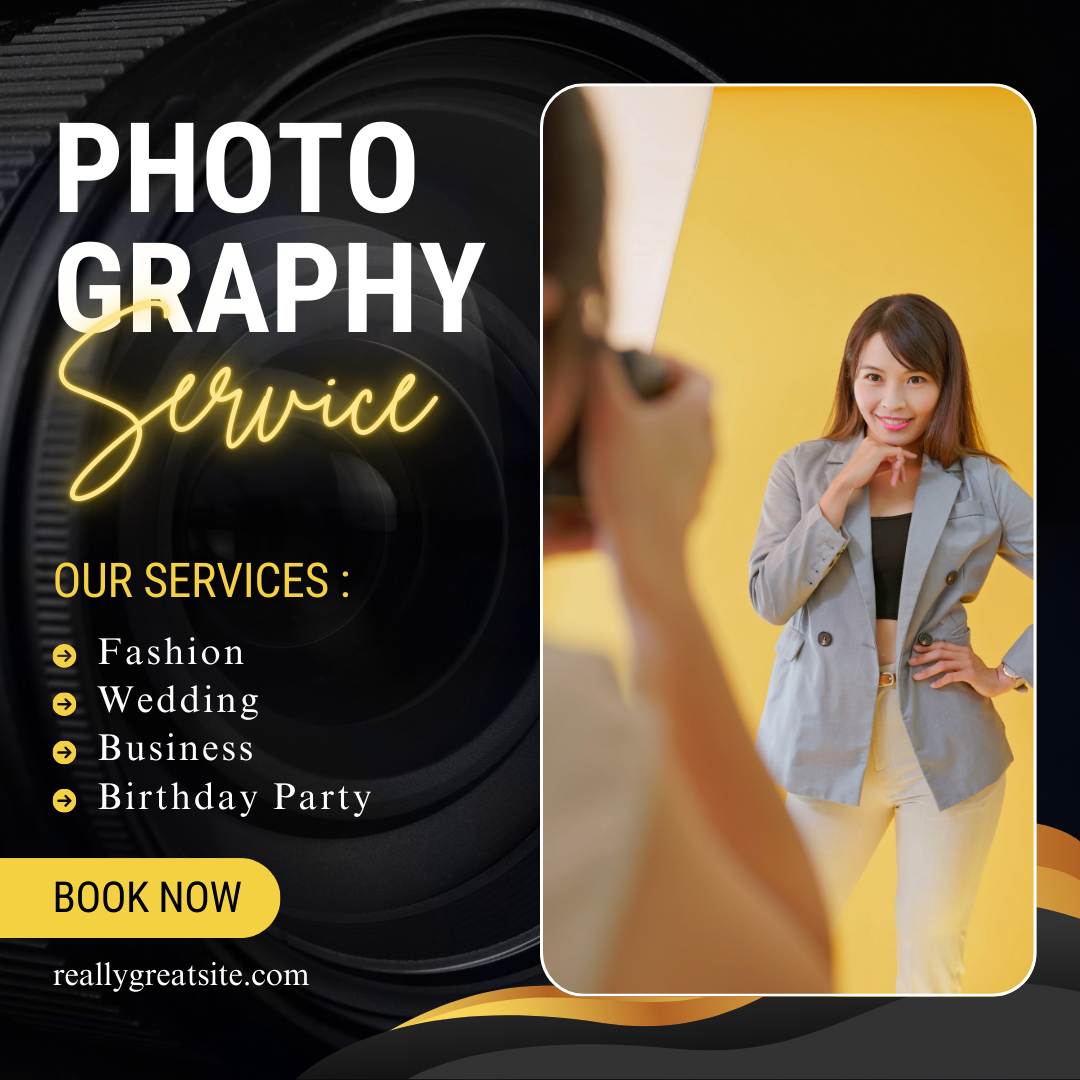 PHOTO
GRAPHY
Service
OUR SERVICES :
Fashion
Wedding
Business
Birthday Party
BOOK NOW
reallygreatsite.com